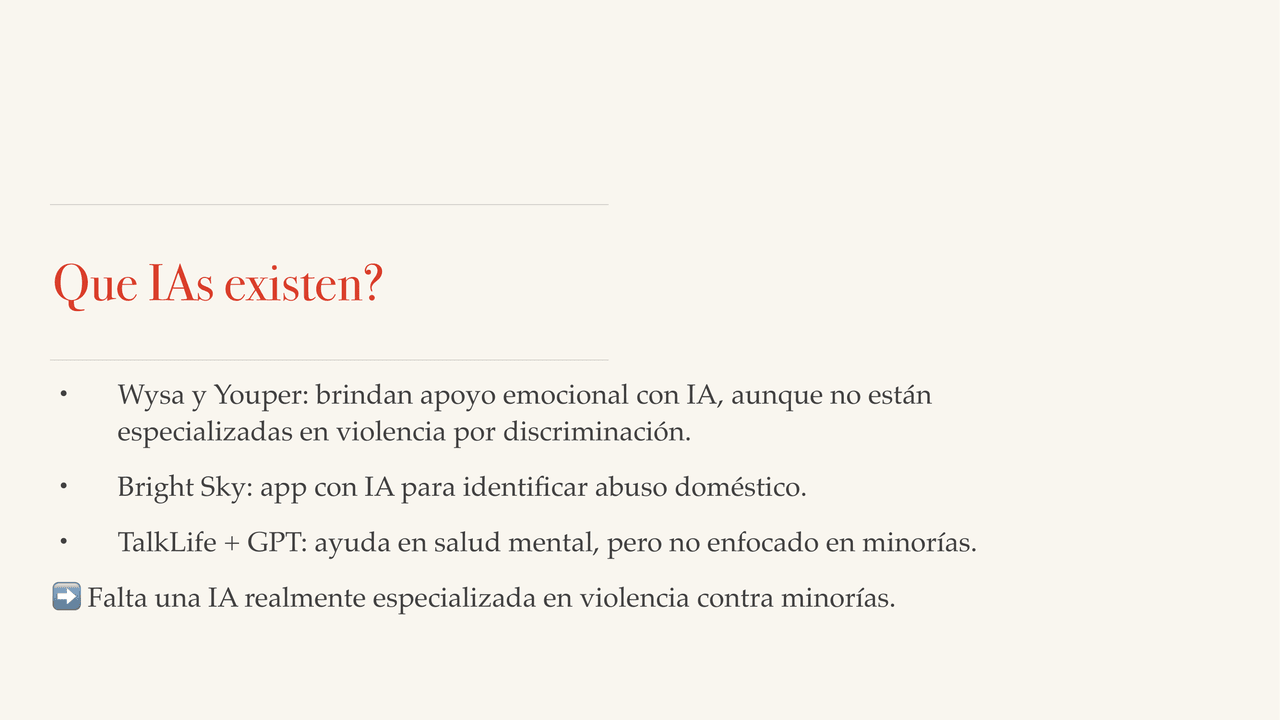 Que IAs existen?
• Wysa y Youper: brindan apoyo emocional con IA, aunque no están
especializadas en violencia por discriminación.
• Bright Sky: app con IA para identificar abuso doméstico.
• TalkLife + GPT: ayuda en salud mental, pero no enfocado en minorías.
➡️ Falta una IA realmente especializada en violencia contra minorías.